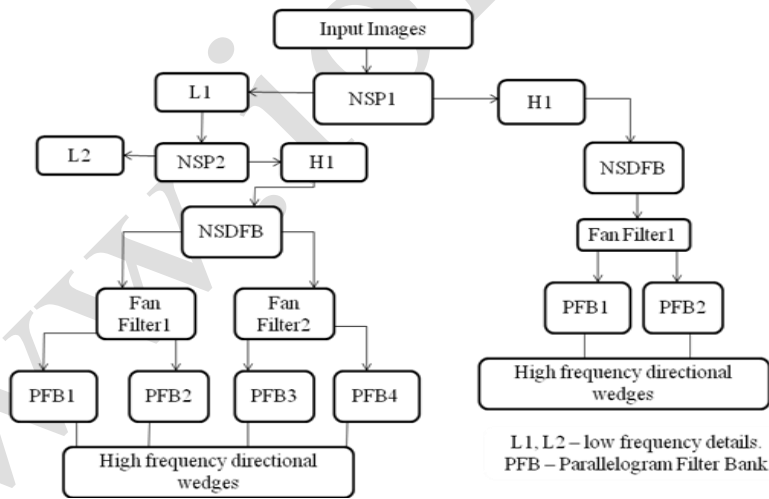 Input Images
L1
NSP1
H1
L2
NSP2
H1
NSDFB
NSDFB
Fan Filter1
Fan
Filter1
Fan
Filter2
PFB1
PFB2
PFB1
PFB2
PFB3
PFB4
High frequency directional
wedges
High frequency directional
wedges
L1, L2 – low frequency details.
PFB – Parallelogram Filter Bank